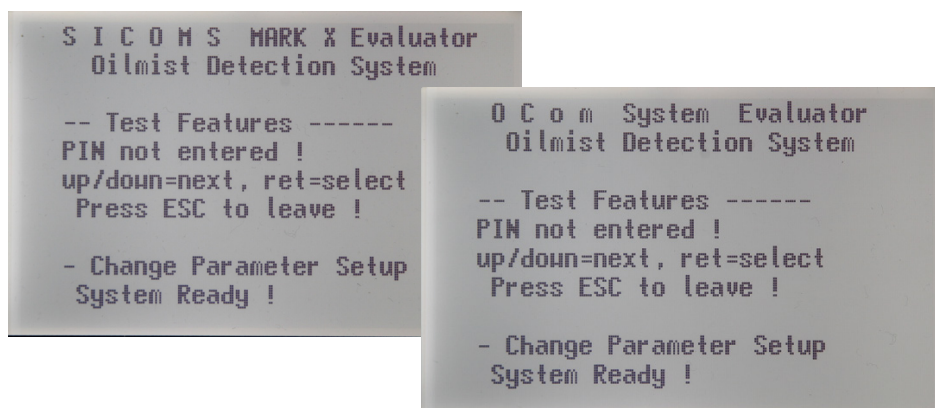 S I C O M S MARK X Evaluator
Oilmist Detection System
-- Test Features ------
PIN not entered !
up/down=next, ret=select
Press ESC to leave !
- Change Parameter Setup
System Ready !
O C o m System Evaluator
Oilmist Detection System
-- Test Features ------
PIN not entered !
up/down=next, ret=select
Press ESC to leave !
- Change Parameter Setup
System Ready !